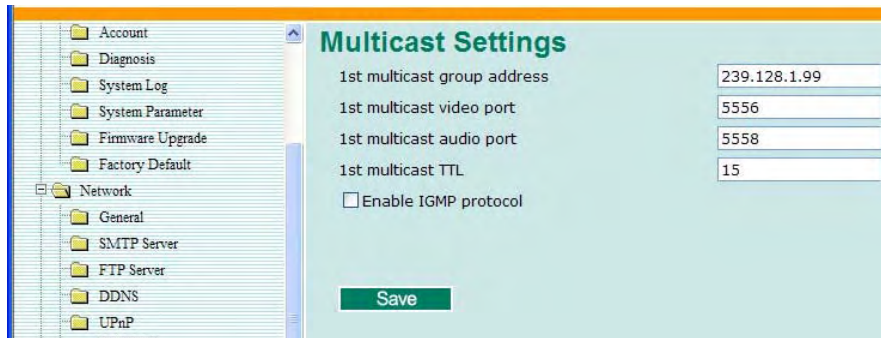 Account
Diagnosis
System Log
System Parameter
Firmware Upgrade
Factory Default
Network
General
SMTP Server
FTP Server
DDNS
UPnP
Multicast Settings
1st multicast group address 239.128.1.99
1st multicast video port 5556
1st multicast audio port 5558
1st multicast TTL 15
Enable IGMP protocol
Save